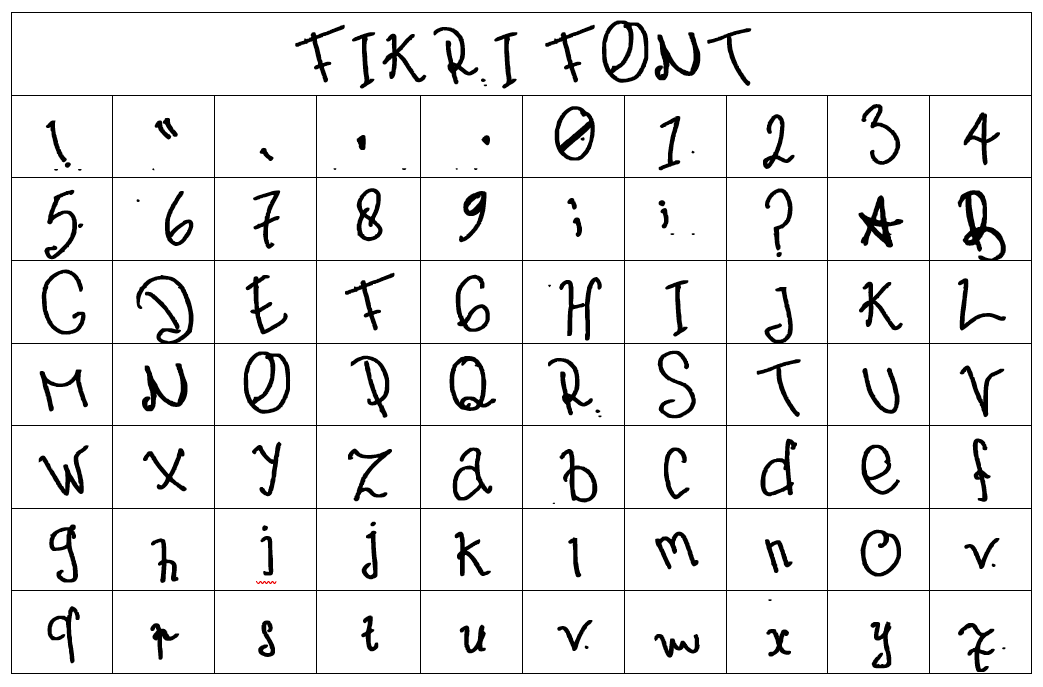 FIKRI FONT
! " , . . 0 1 2 3 4
5 6 7 8 9 ; ; ? A B
C D E F G H I J K L
M N O P Q R S T U V
W X Y Z a b c d e f
g h j j k l m n o v
q r s t u v w x y z